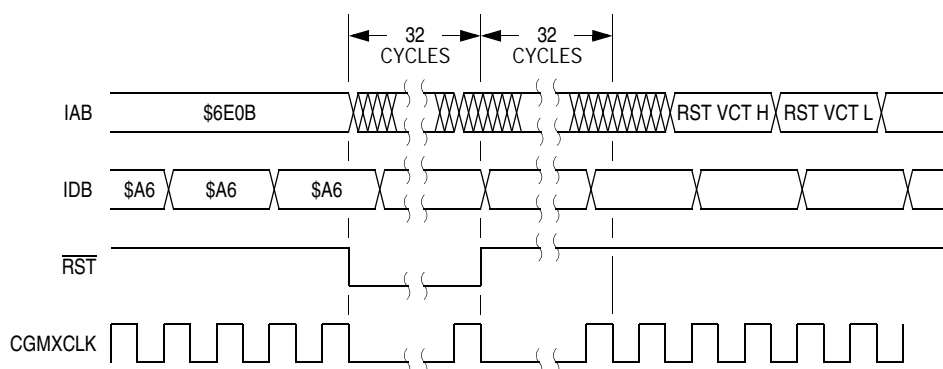 32 32
CYCLES CYCLES
IAB $6E0B RST VCT H RST VCT L
IDB $A6 $A6 $A6
RST
CGMXCLK